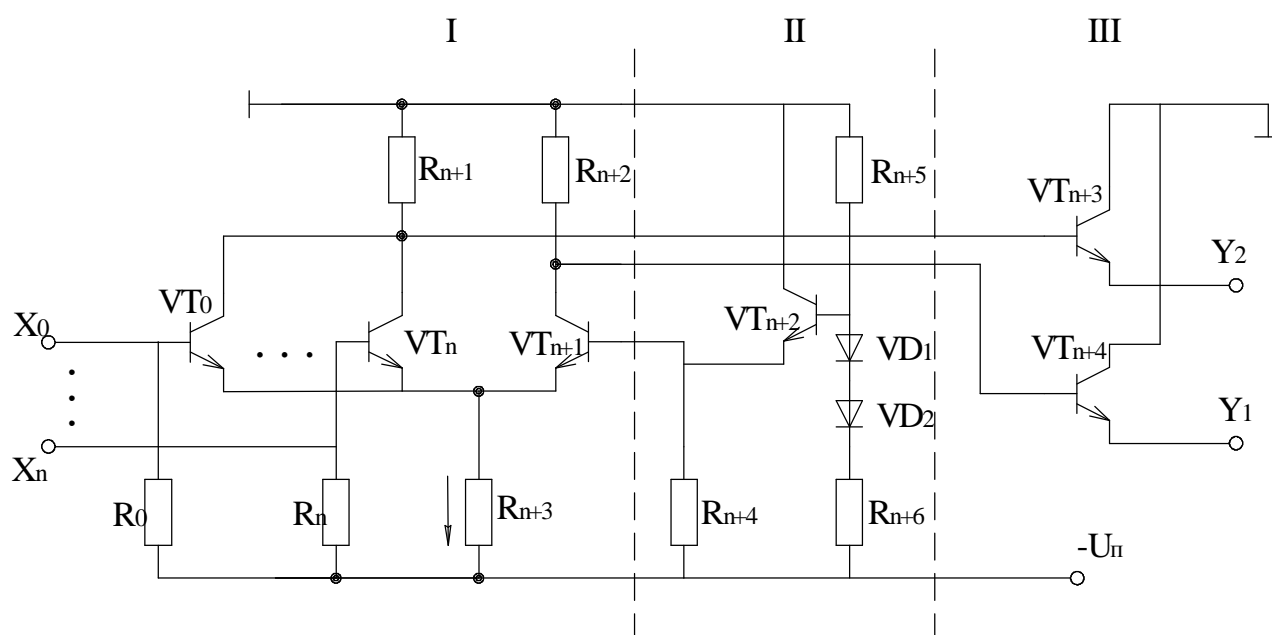 I II III
Rn+1 Rn+2 Rn+5
VTn+3
Y2
VT0 VTn VTn+1 VTn+2 VD1
X0
. . .
VTn+4
VD2 Y1
Xn
R0 Rn Rn+3 Rn+4 Rn+6
-Uп